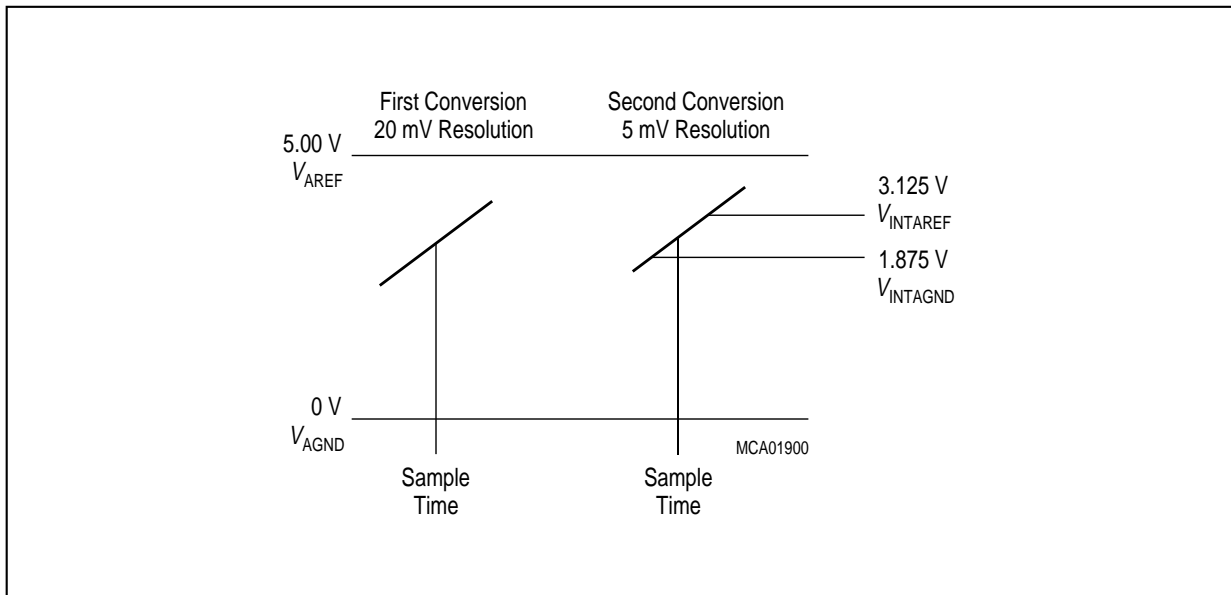 First Conversion
20 mV Resolution
Second Conversion
5 mV Resolution
5.00 V
VAREF
3.125 V
VINTAREF
1.875 V
VINTAGND
0 V
VAGND
MCA01900
Sample
Time
Sample
Time